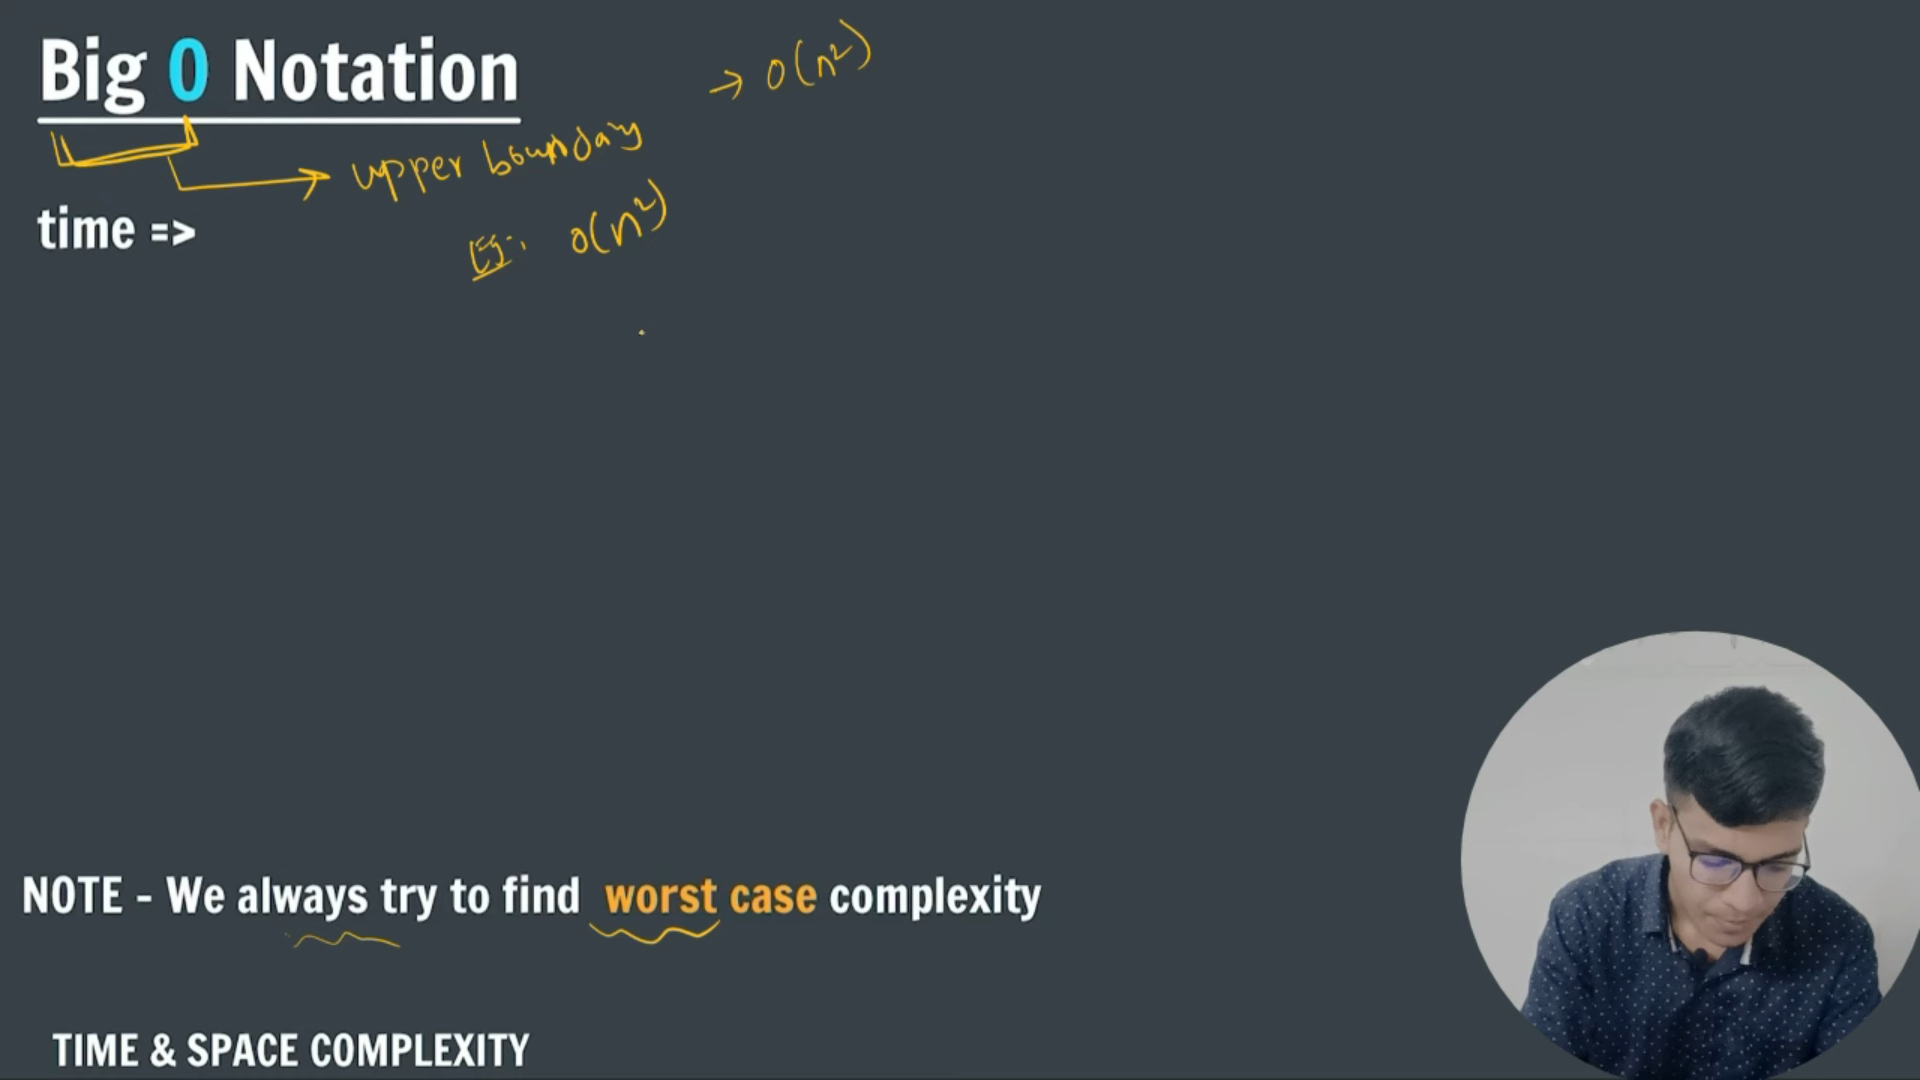 Big O Notation
→ O(n²)
upper bounday
time =>
Eg:. O(n²)
NOTE - We always try to find worst case complexity
TIME & SPACE COMPLEXITY